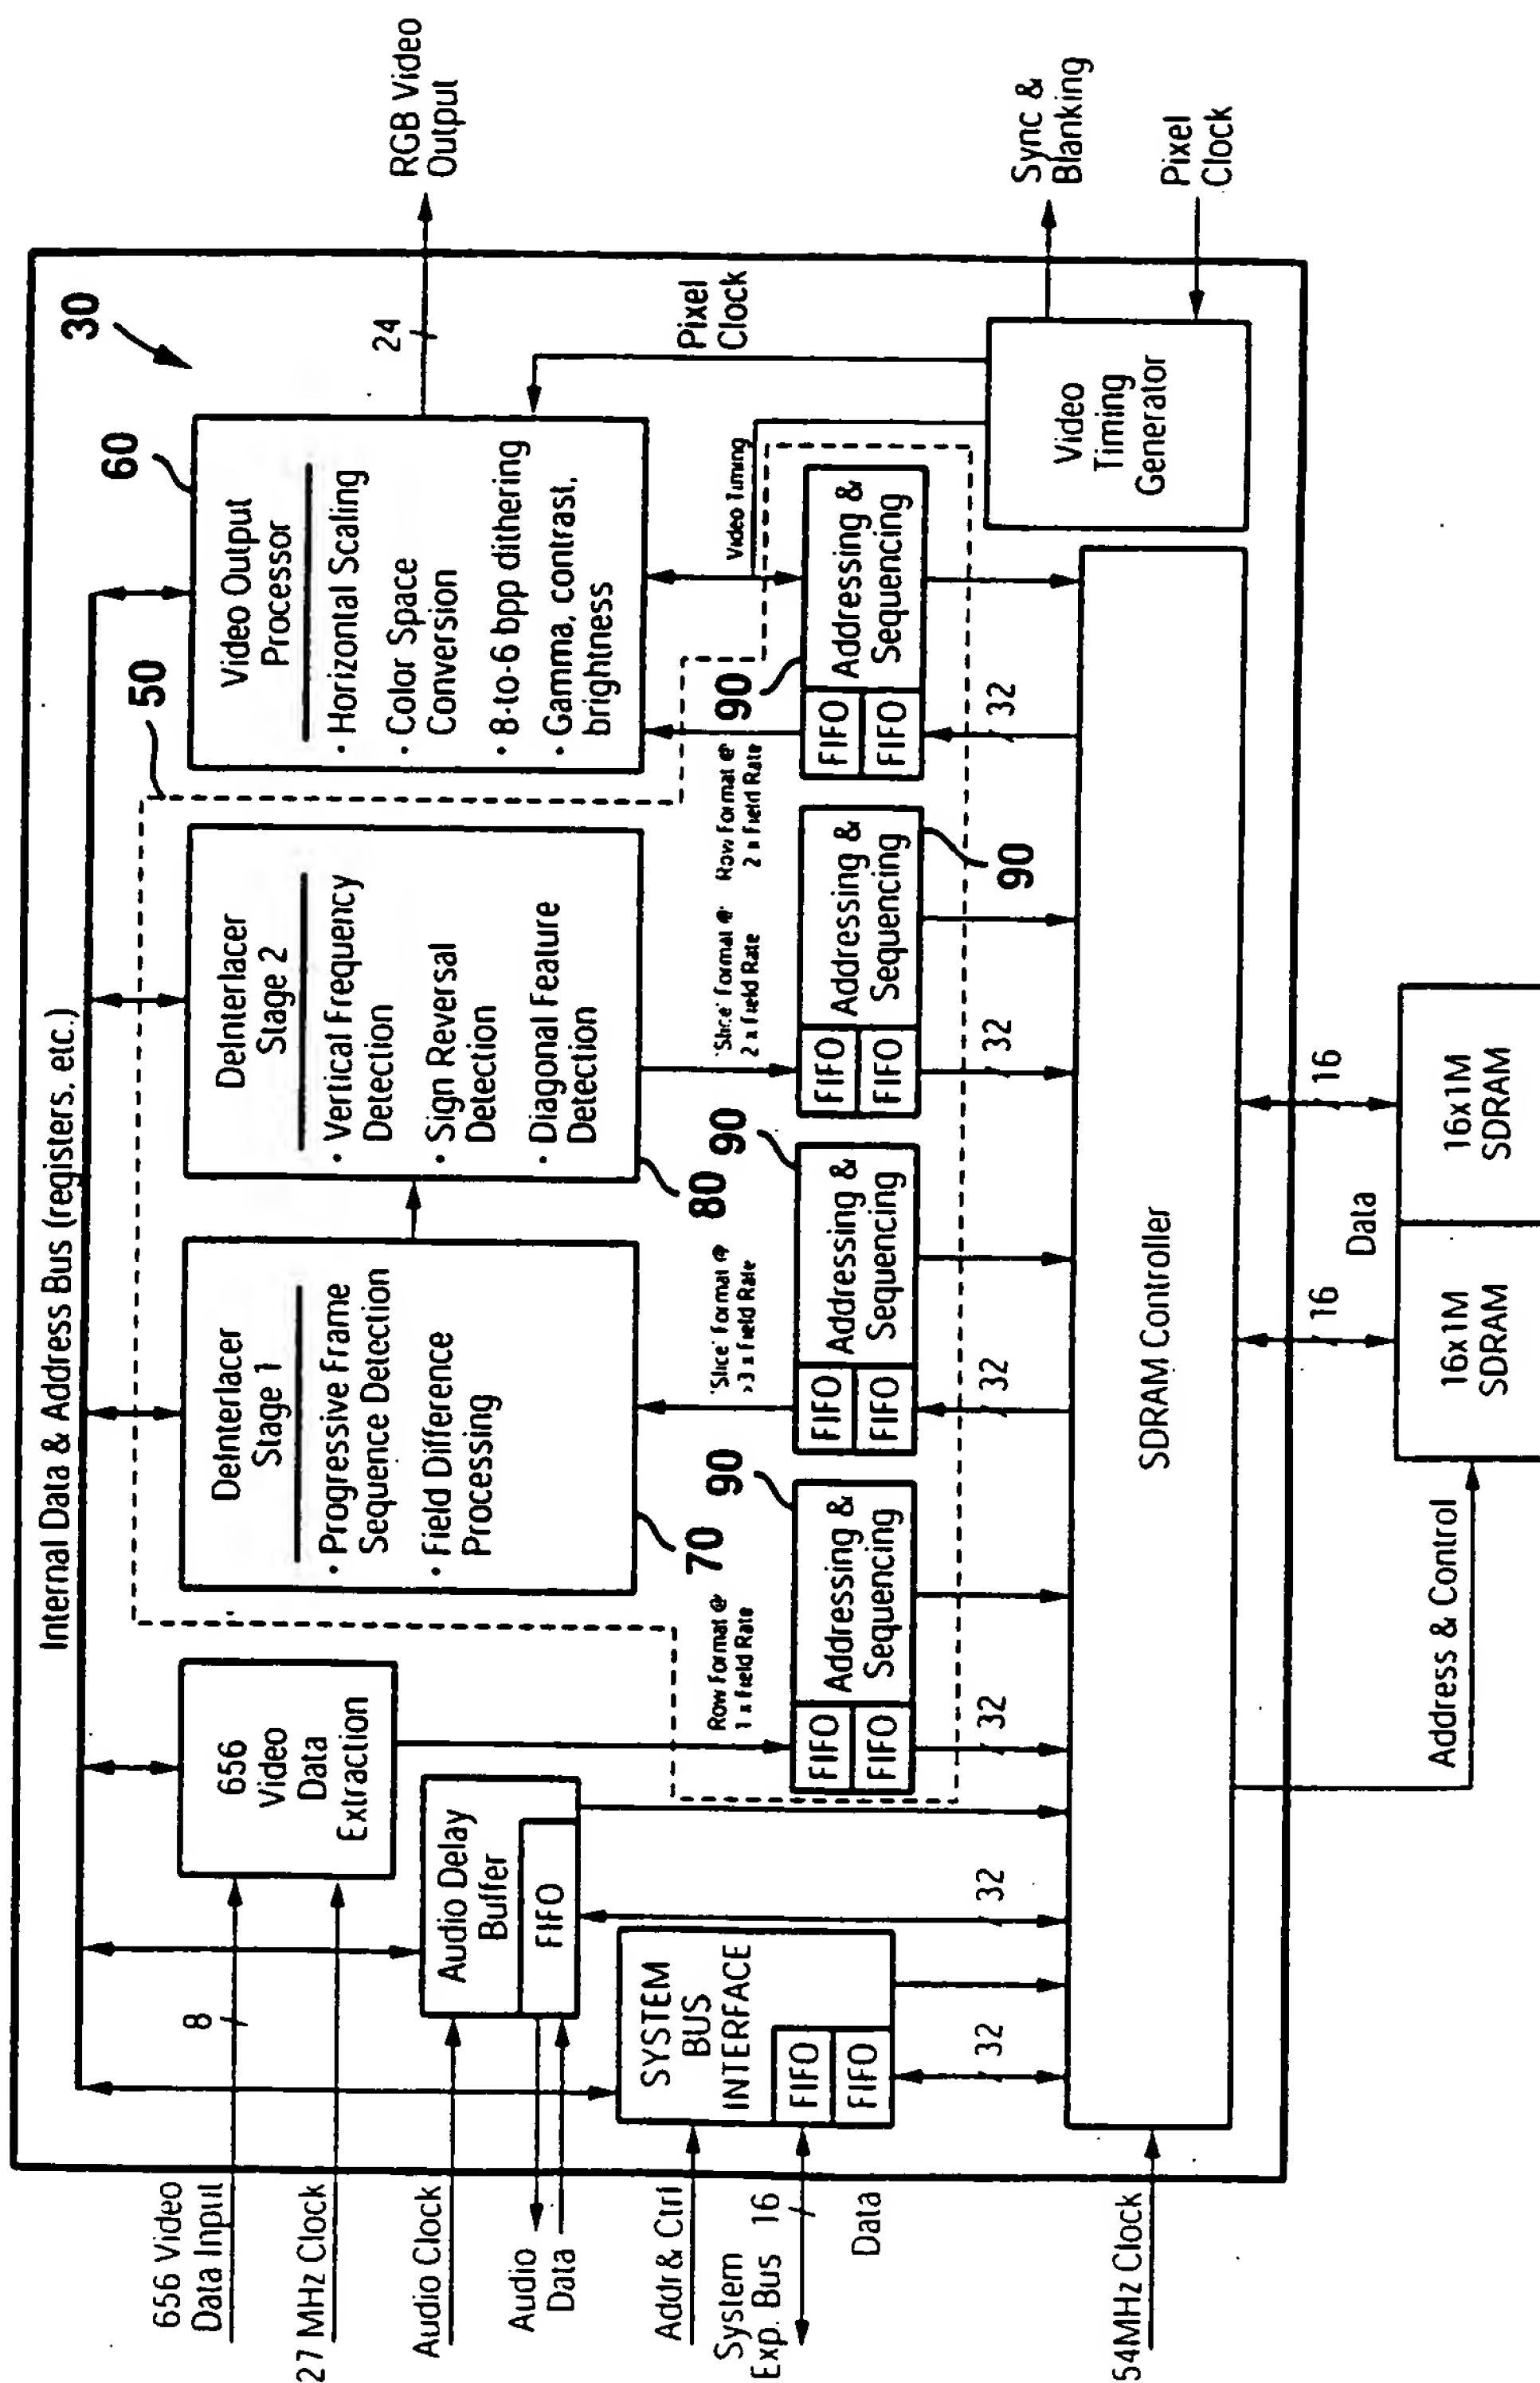 Internal Data & Address Bus (registers. etc.)
30
50
60
656
Video
Data
Extraction
DeInterlacer
Stage 1
• Progressive Frame
Sequence Detection
• Field Difference
Processing
70
DeInterlacer
Stage 2
• Vertical Frequency
Detection
• Sign Reversal
Detection
• Diagonal Feature
Detection
80
Video Output
Processor
• Horizontal Scaling
• Color Space
Conversion
• 8-to-6 bpp dithering
• Gamma, contrast,
brightness
24
RGB Video
Output
656 Video
Data Input
8
27 MHz Clock
Audio Clock
Audio
Data
Audio Delay
Buffer
FIFO
32
Addr & Ctrl
System
Exp. Bus
16
Data
SYSTEM
BUS
INTERFACE
FIFO
FIFO
32
Row Format @
1 x Field Rate
FIFO
FIFO
Addressing &
Sequencing
90
32
'Slice' Format @
>3 x Field Rate
FIFO
FIFO
Addressing &
Sequencing
90
32
'Slice' Format @
2 x Field Rate
FIFO
FIFO
Addressing &
Sequencing
90
32
Row Format @
2 x Field Rate
FIFO
FIFO
Addressing &
Sequencing
90
32
Video Timing
Pixel
Clock
Video
Timing
Generator
Sync &
Blanking
Pixel
Clock
54MHz Clock
SDRAM Controller
Address & Control
16
Data
16
16x1M
SDRAM
16x1M
SDRAM